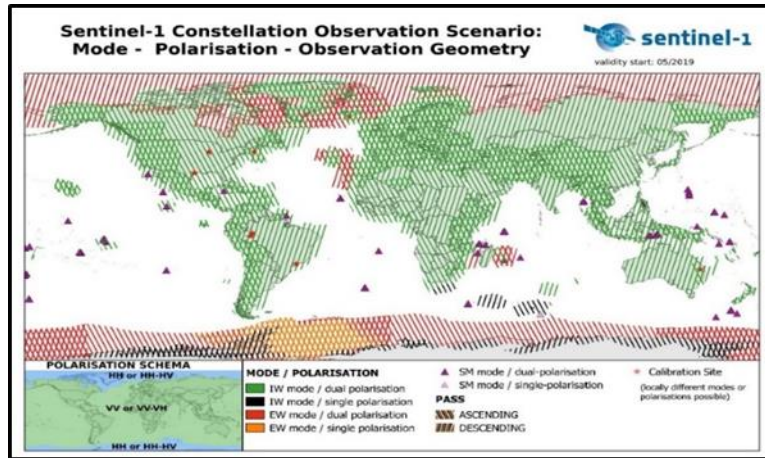 Sentinel-1 Constellation Observation Scenario:
Mode - Polarisation - Observation Geometry
sentinel-1
validity start: 05/2019
POLARISATION SCHEMA
HH or HH-HV
VV or VV-VH
HH or HH-HV
MODE / POLARISATION
IW mode / dual polarisation
IW mode / single polarisation
EW mode / dual polarisation
EW mode / single polarisation
SM mode / dual-polarisation
SM mode / single-polarisation
PASS
ASCENDING
DESCENDING
Calibration Site
(locally different modes or
polarisations possible)